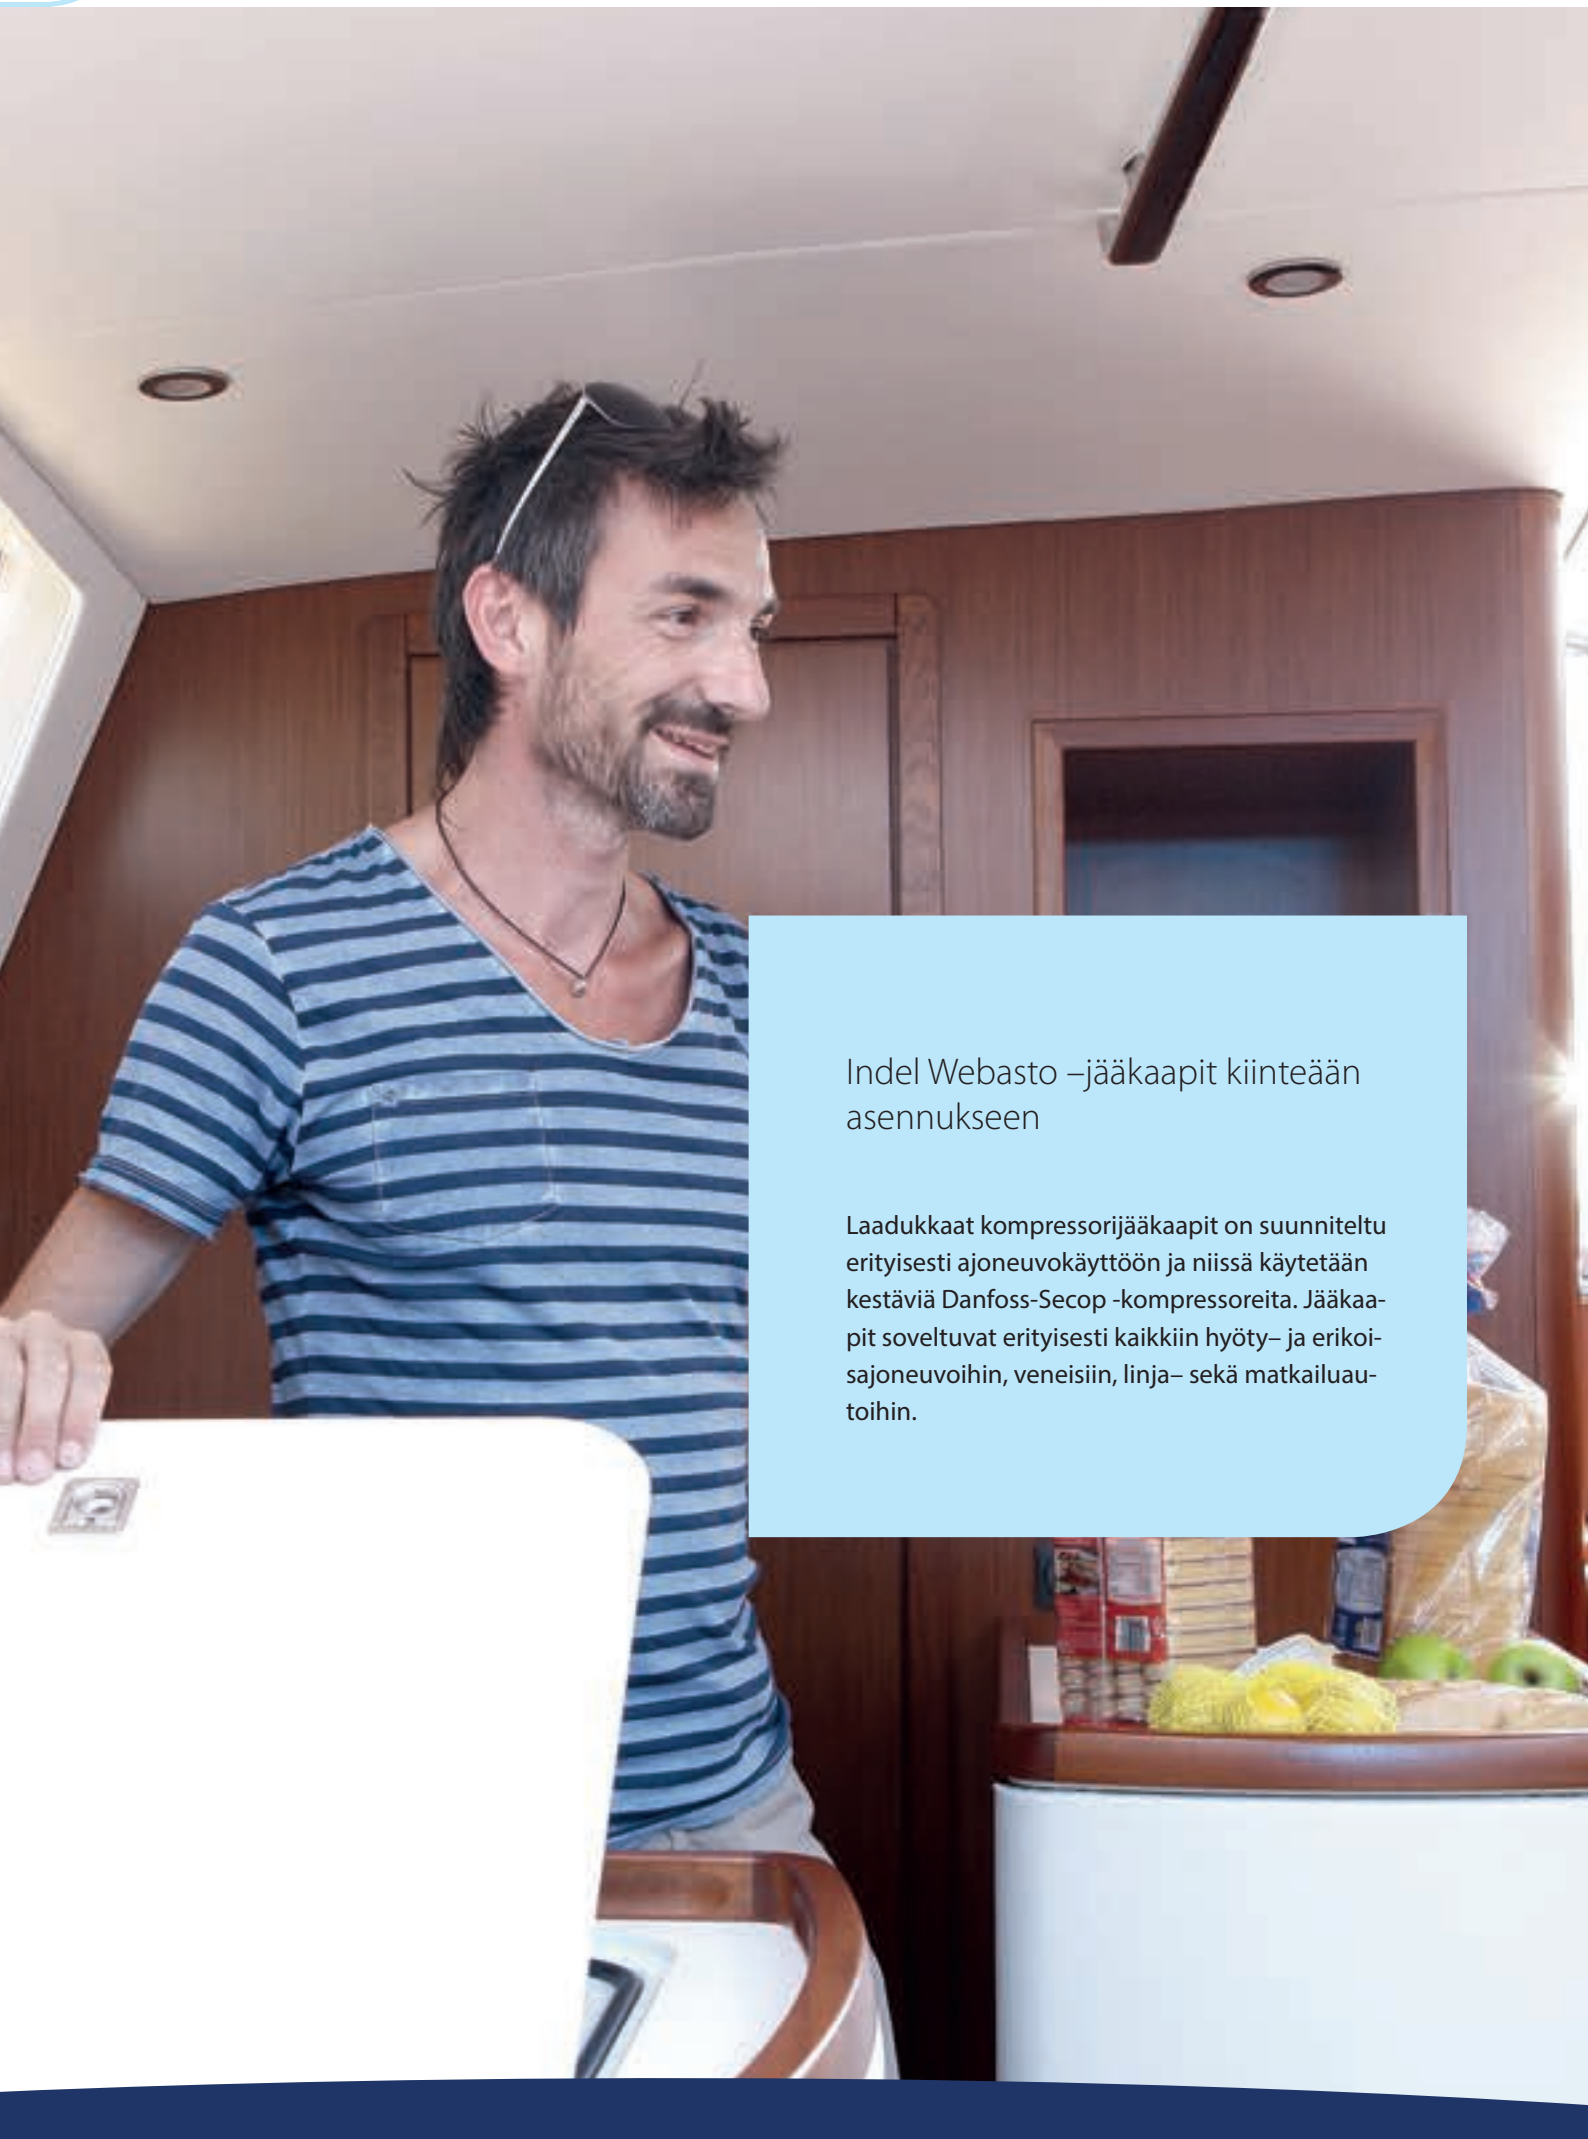 Indel Webasto –jääkaapit kiinteään
asennukseen
Laadukkaat kompressorijääkaapit on suunniteltu
erityisesti ajoneuvokäyttöön ja niissä käytetään
kestäviä Danfoss-Secop -kompressoreita. Jääkaa-
pit soveltuvat erityisesti kaikkiin hyöty– ja erikoi-
sajoneuvoihin, veneisiin, linja– sekä matkailuau-
toihin.